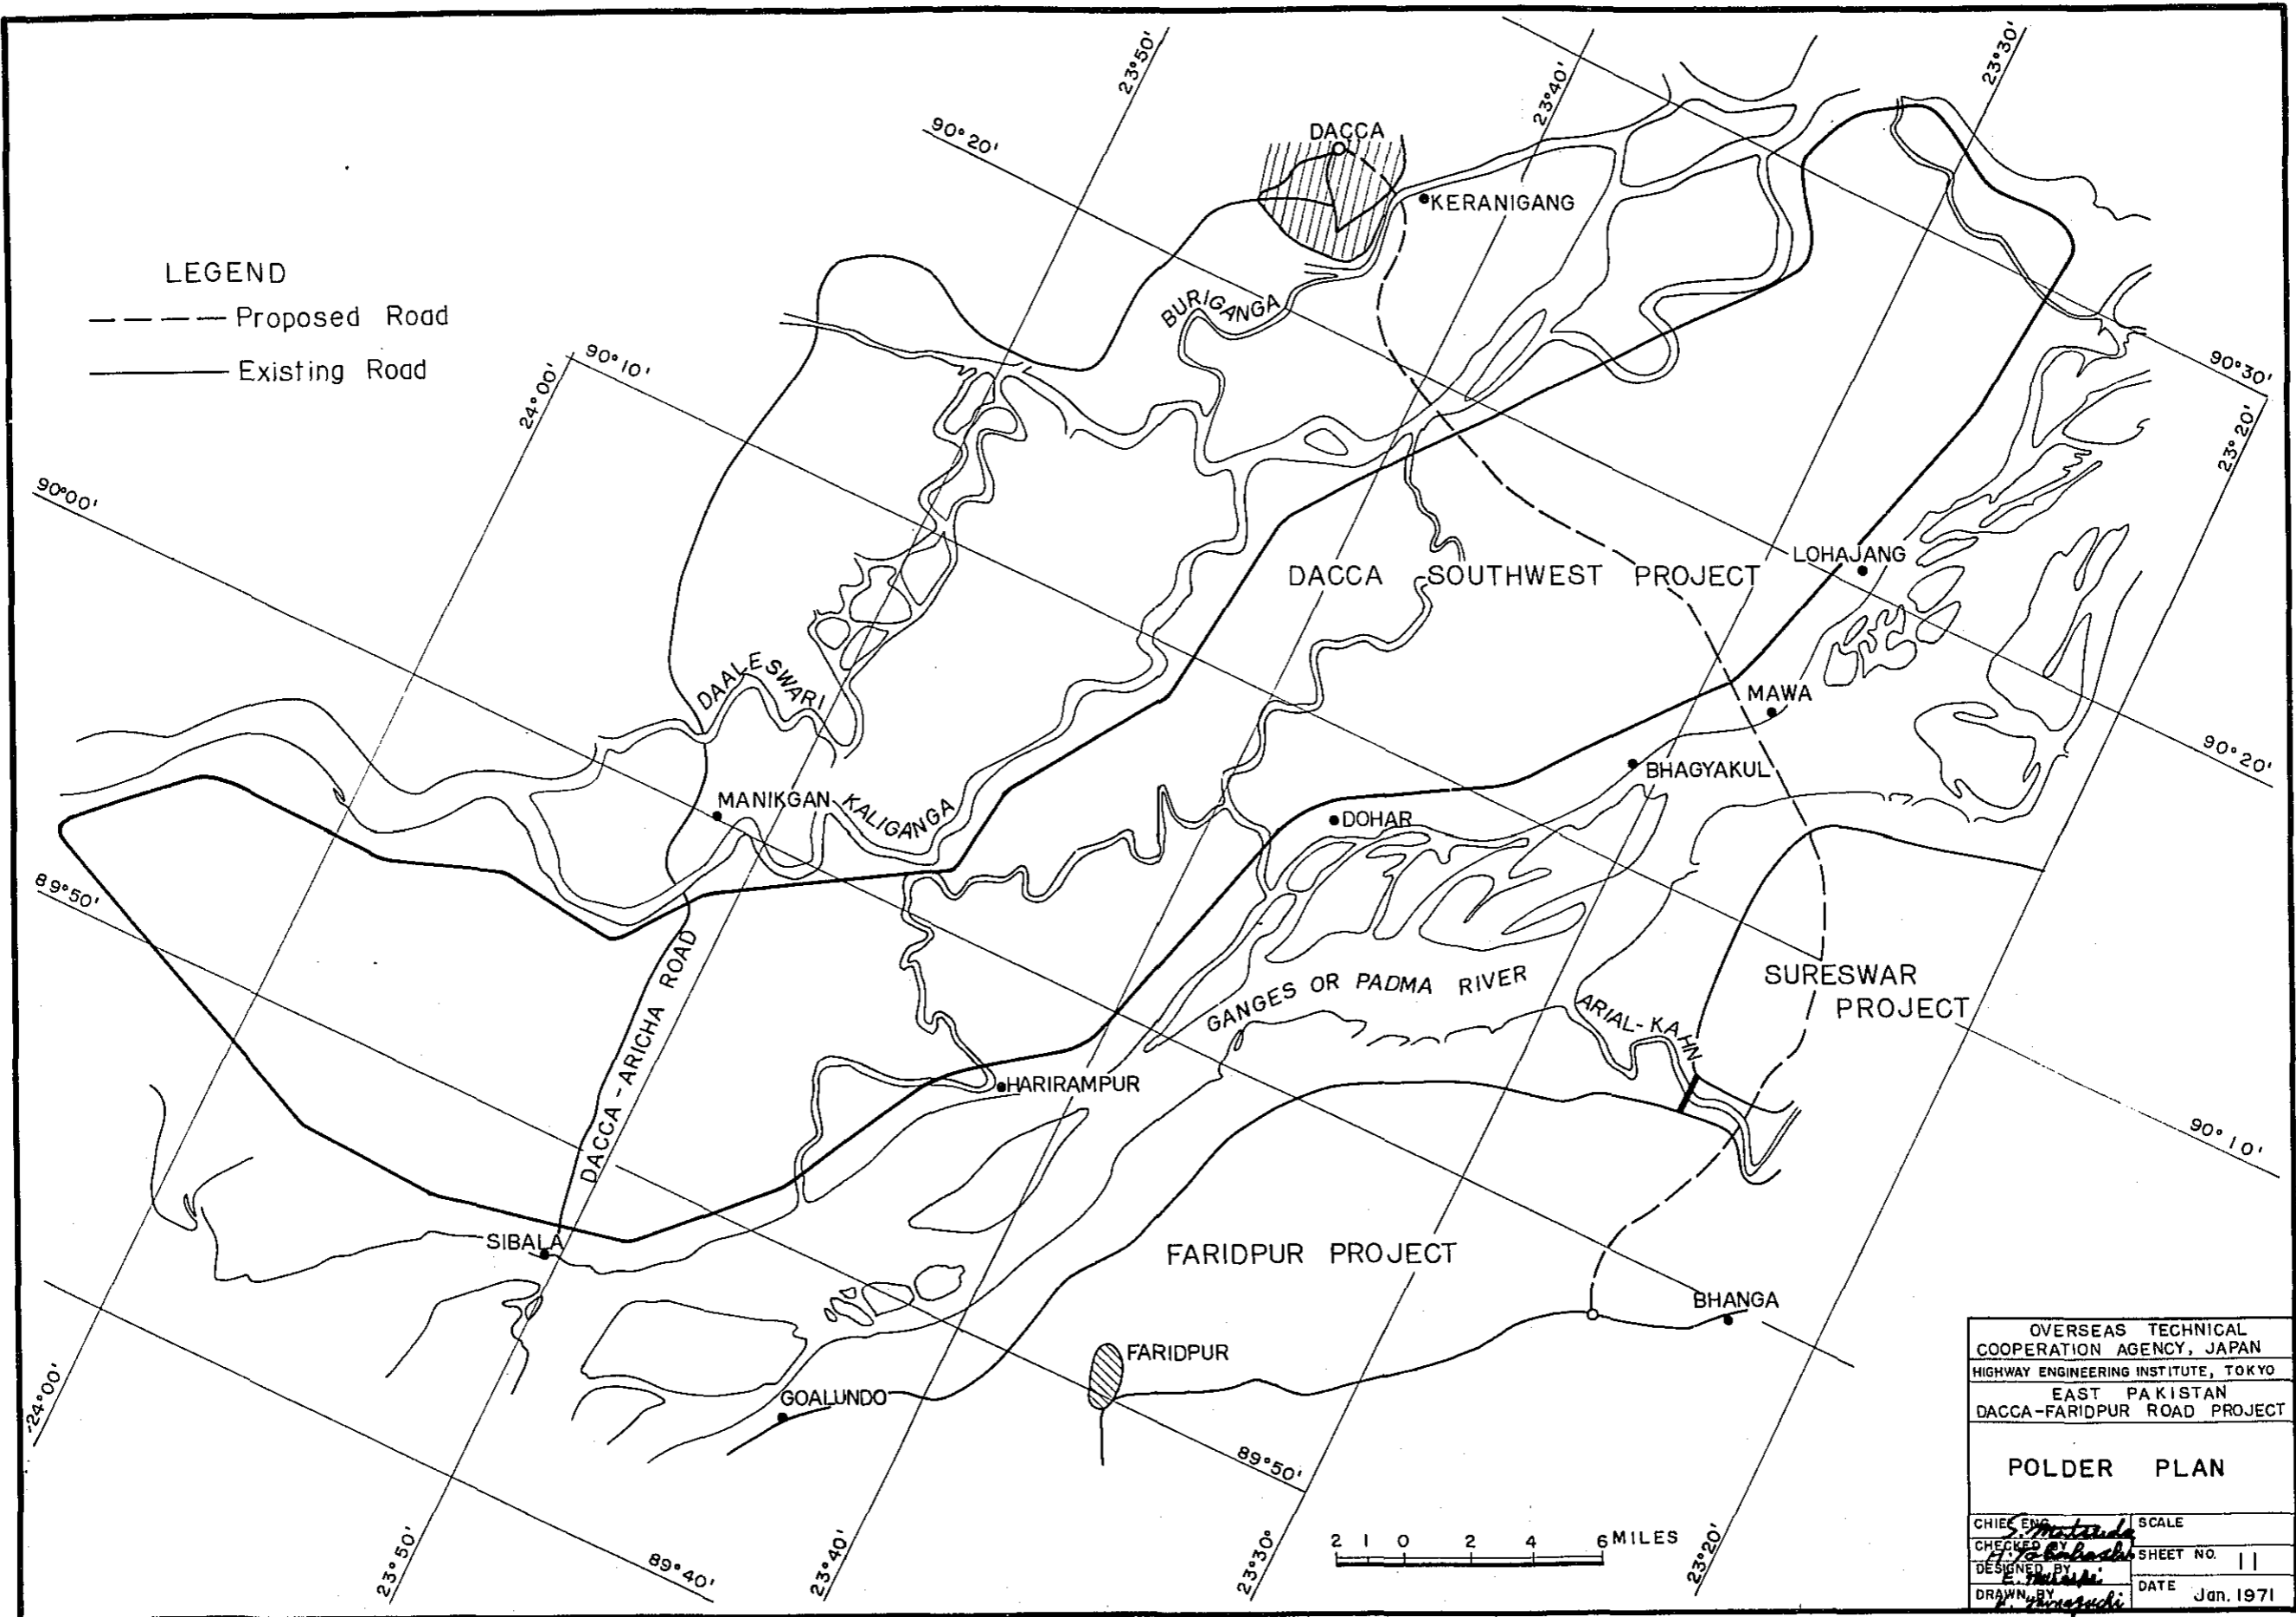 23°50'
23°40'
23°30'
90°20'
DACCA
KERANIGANG
LEGEND
Proposed Road
Existing Road
BURIGANGA
24°00'
90°10'
90°30'
23°20'
90°00'
LOHAJANG
DACCA SOUTHWEST PROJECT
DAALESWARI
MAWA
90°20'
BHAGYAKUL
MANIKGAN
KALIGANGA
DOHAR
89°50'
DACCA-ARICHA ROAD
GANGES OR PADMA RIVER
ARIAL-KAHN
SURESWAR
PROJECT
HARIRAMPUR
90°10'
SIBALA
FARIDPUR PROJECT
BHANGA
FARIDPUR
GOALUNDO
24°00'
89°50'
23°50'
89°40'
23°40'
23°30°
23°20'
2 1 0 2 4 6 MILES
OVERSEAS TECHNICAL
COOPERATION AGENCY, JAPAN
HIGHWAY ENGINEERING INSTITUTE, TOKYO
EAST PAKISTAN
DACCA-FARIDPUR ROAD PROJECT
POLDER PLAN
CHIEF ENG. S. Matsuda
SCALE
CHECKED BY
SHEET NO. 11
DESIGNED BY
DATE Jan. 1971
DRAWN BY